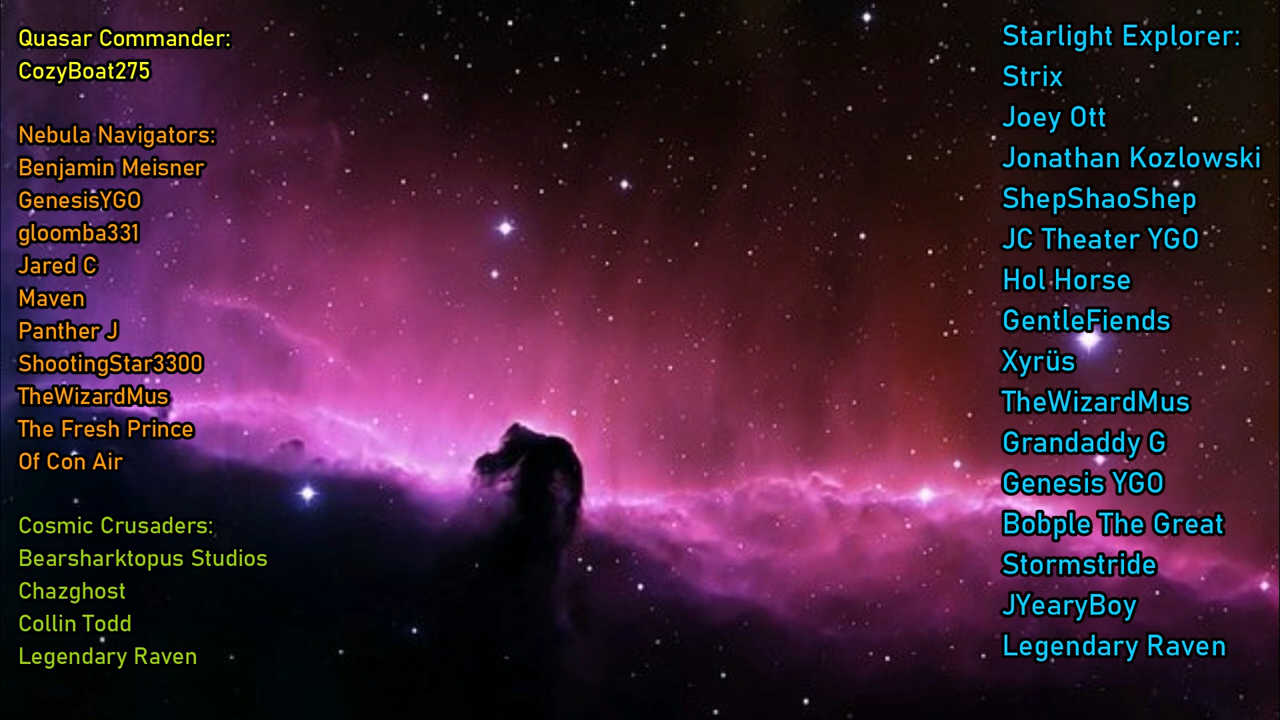 Quasar Commander:
CozyBoat275
Nebula Navigators:
Benjamin Meisner
GenesisYGO
gloomba331
Jared C
Maven
Panther J
ShootingStar3300
TheWizardMus
The Fresh Prince
Of Con Air
Cosmic Crusaders:
Bearsharktopus Studios
Chazghost
Collin Todd
Legendary Raven
Starlight Explorer:
Strix
Joey Ott
Jonathan Kozlowski
ShepShaoShep
JC Theater YGO
Hol Horse
GentleFiends
Xyrüs
TheWizardMus
Grandaddy G
Genesis YGO
Bobple The Great
Stormstride
JYearyBoy
Legendary Raven